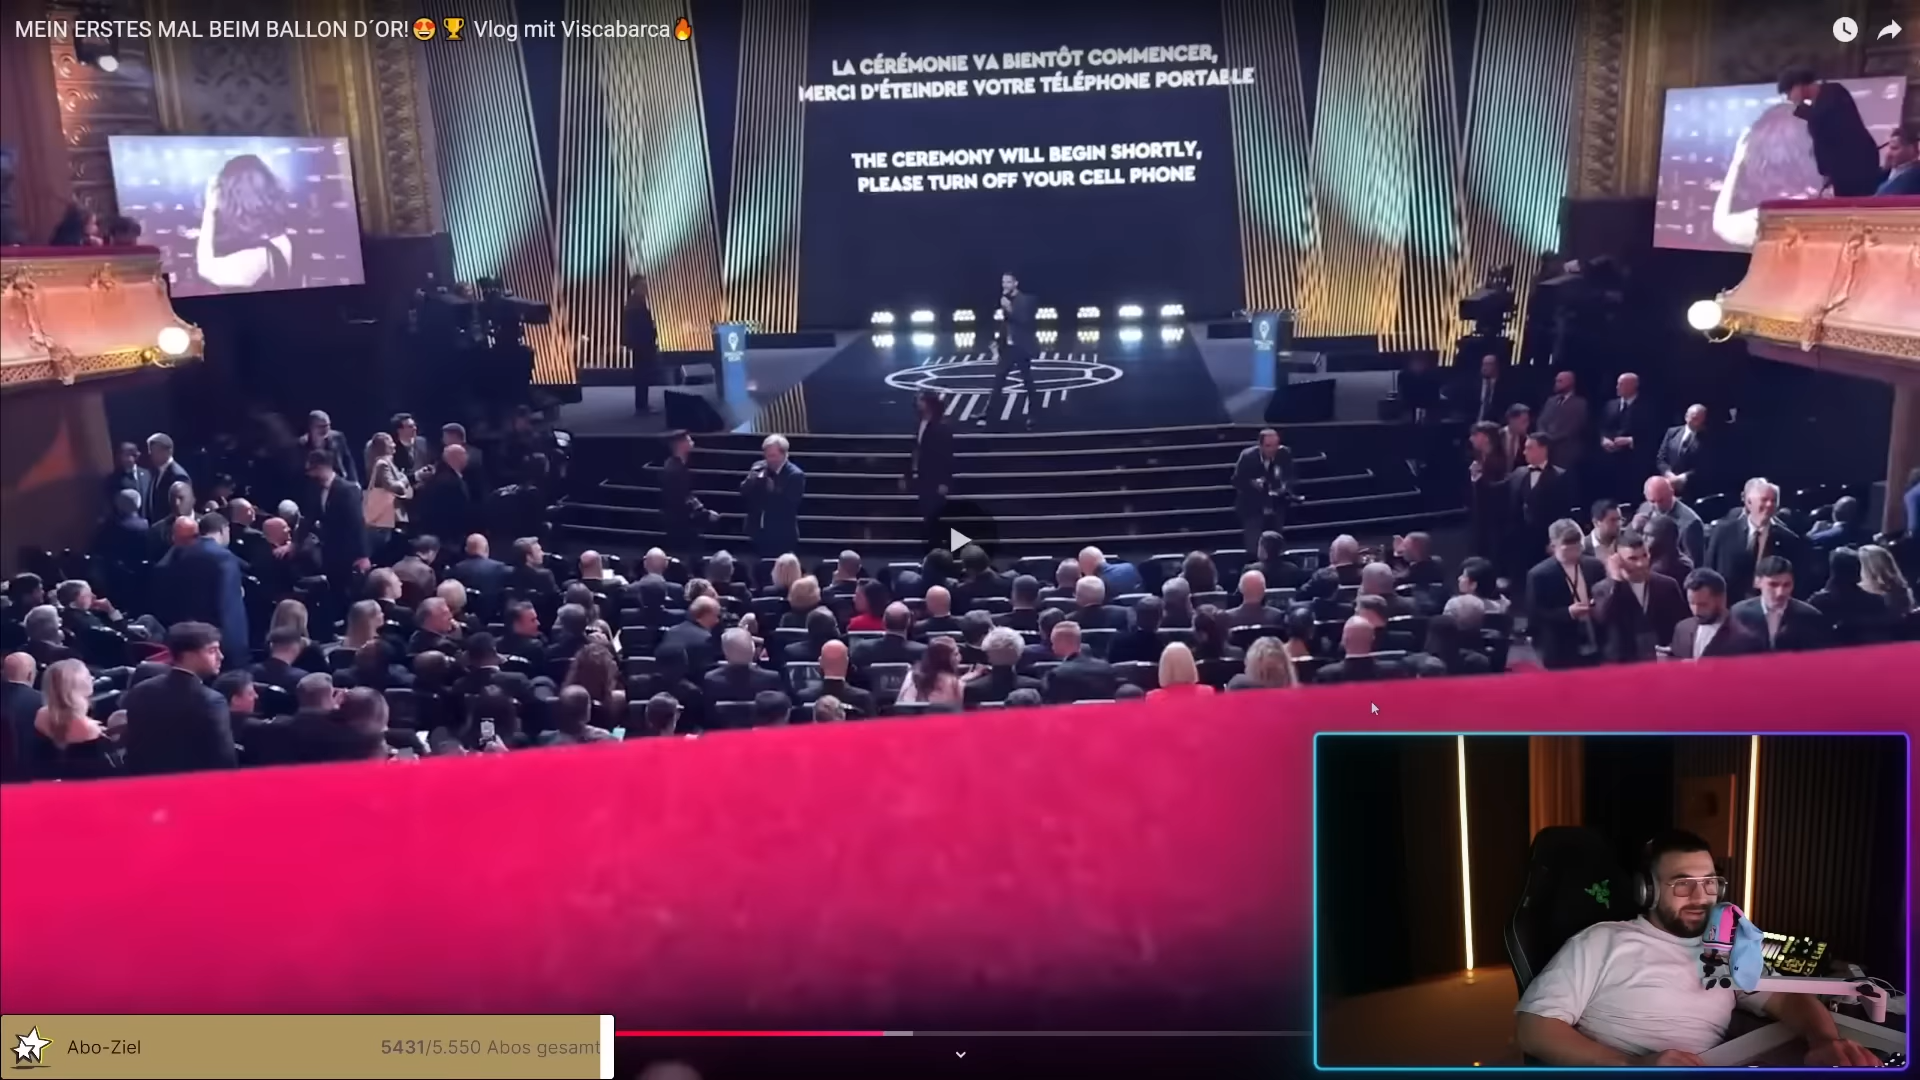 MEIN ERSTES MAL BEIM BALLON D´OR!😍🏆 Vlog mit Viscabarca🔥
LA CÉRÉMONIE VA BIENTÔT COMMENCER,
MERCI D'ÉTEINDRE VOTRE TÉLÉPHONE PORTABLE
THE CEREMONY WILL BEGIN SHORTLY,
PLEASE TURN OFF YOUR CELL PHONE
Abo-Ziel
5431/5.550 Abos gesamt